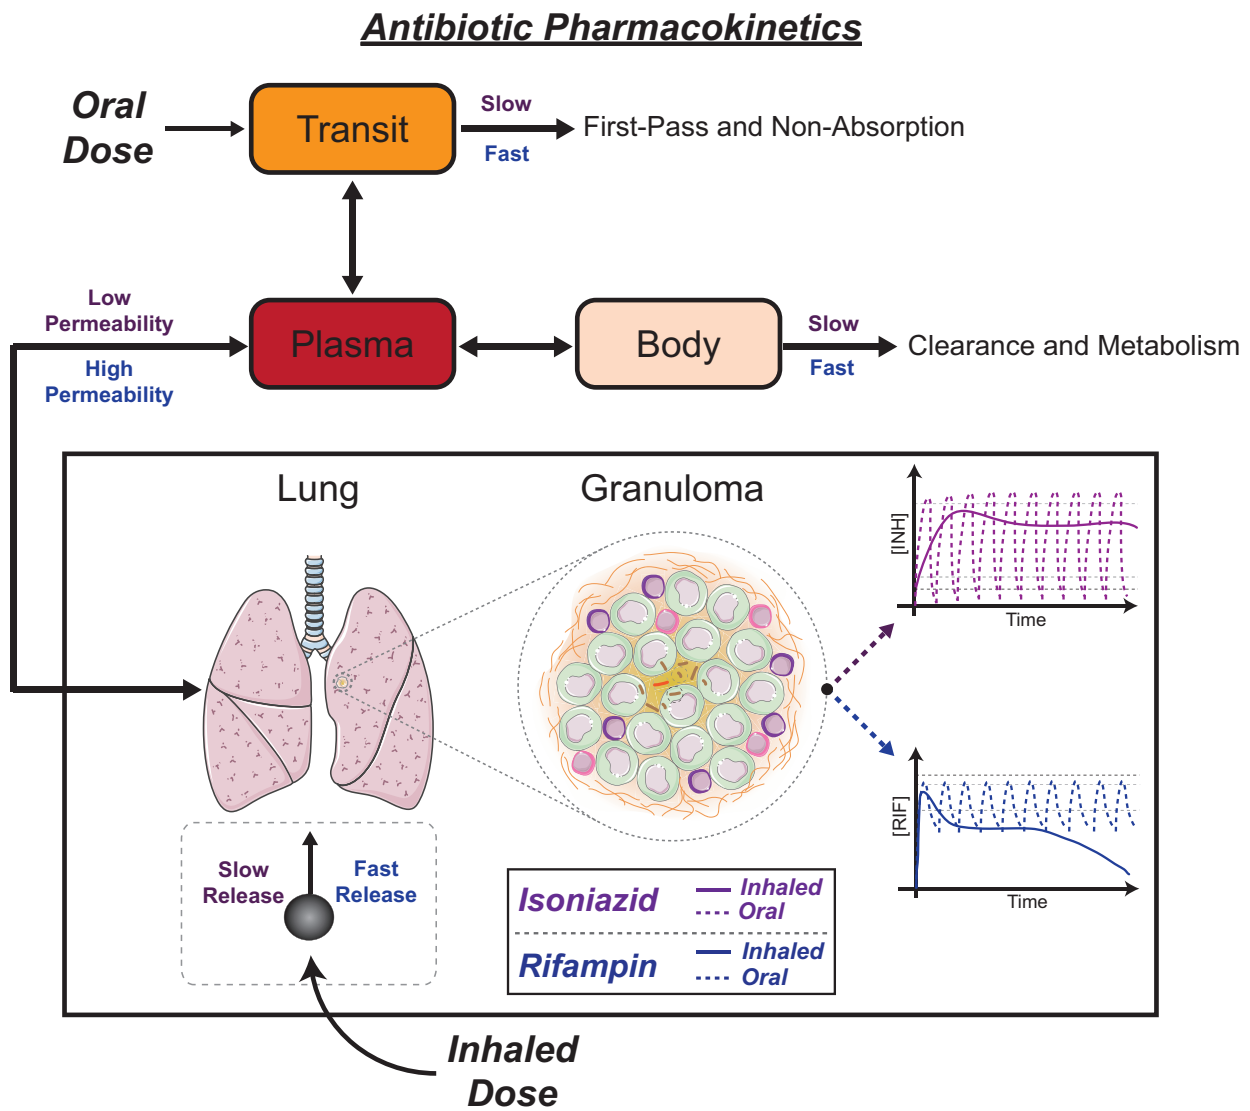 Antibiotic Pharmacokinetics
Oral
Dose
Transit
Slow
Fast
First-Pass and Non-Absorption
Low
Permeability
High
Permeability
Plasma
Body
Slow
Fast
Clearance and Metabolism
Lung
Granuloma
[INH]
Time
[RIF]
Time
Slow
Release
Fast
Release
Isoniazid
Inhaled
Oral
Rifampin
Inhaled
Oral
Inhaled
Dose